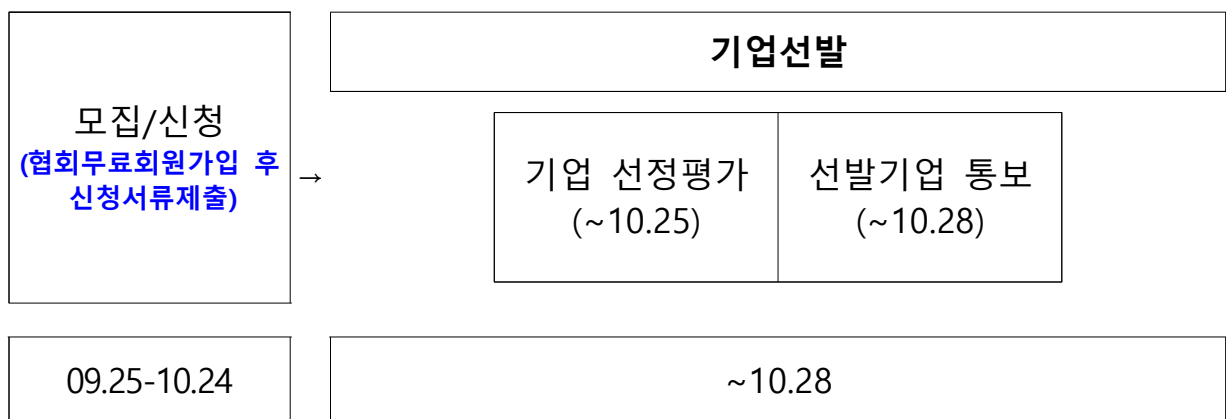 모집/신청
(협회무료회원가입 후
신청서류제출)
→
기업선발
기업 선정평가
(~10.25)
선발기업 통보
(~10.28)
09.25-10.24
~10.28